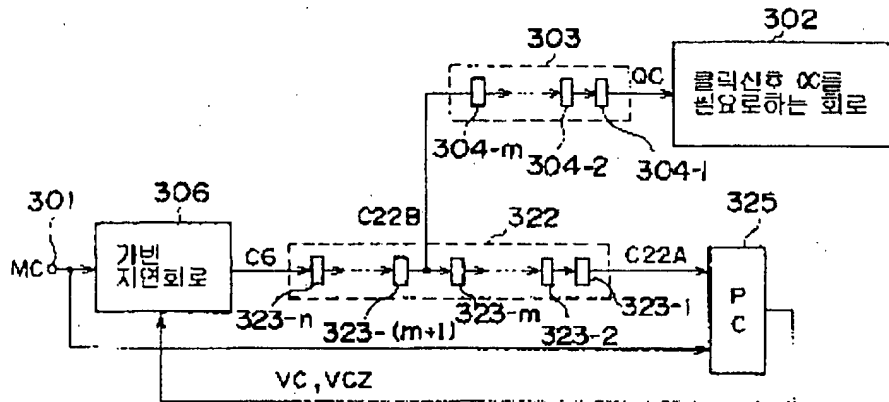 303
302
QC
클럭신호 QC를
필요로하는 회로
304-m
304-2
304-1
301
306
C22B
322
325
MC
가변
지연회로
C6
C22A
P
C
323-n
323-(m+1)
323-m
323-2
323-1
VC, VCZ